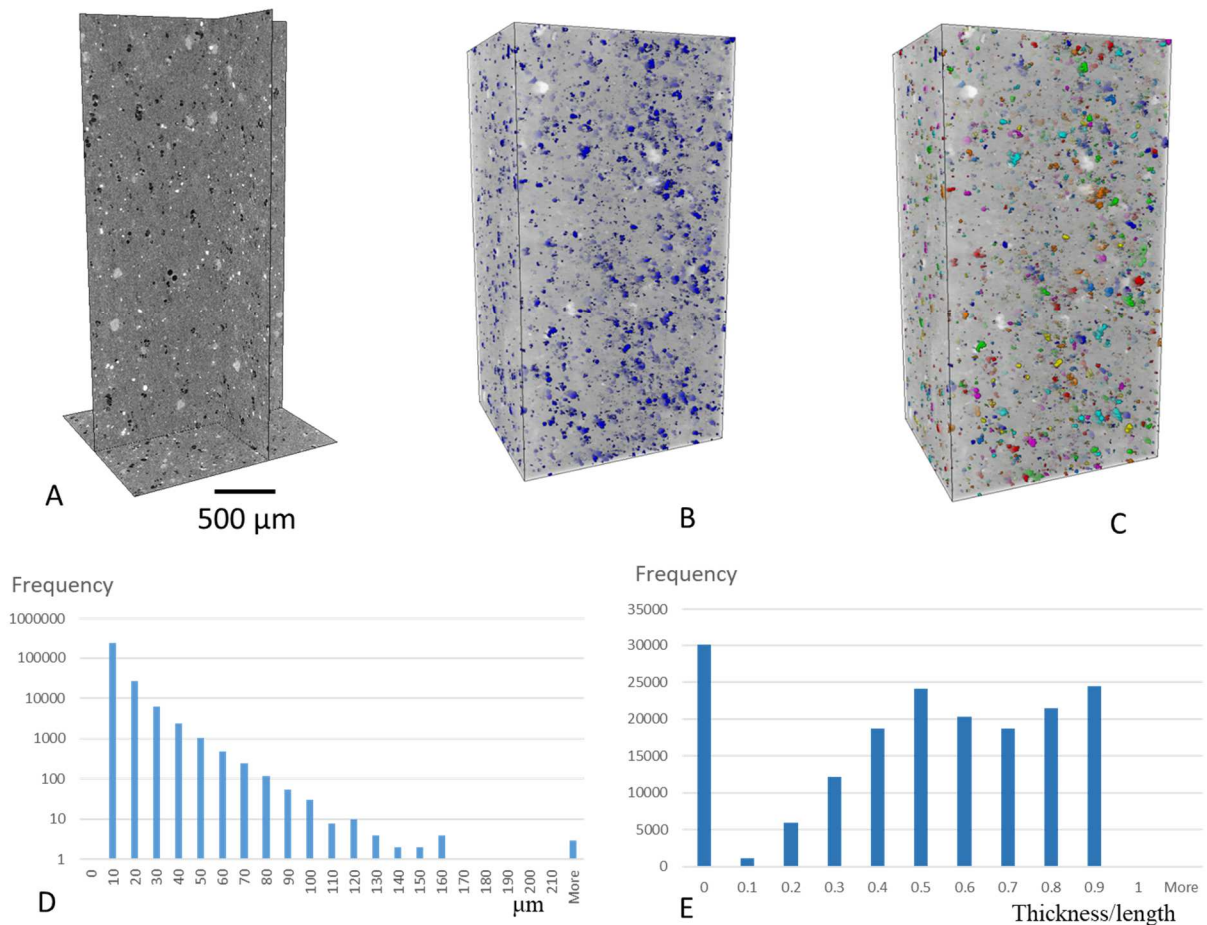 A
500 μm
B
C
Frequency
1000000
100000
10000
1000
100
10
1
0 10 20 30 40 50 60 70 80 90 100 110 120 130 140 150 160 170 180 190 200 210 More
D
μm
Frequency
35000
30000
25000
20000
15000
10000
5000
0
0 0.1 0.2 0.3 0.4 0.5 0.6 0.7 0.8 0.9 1 More
E
Thickness/length